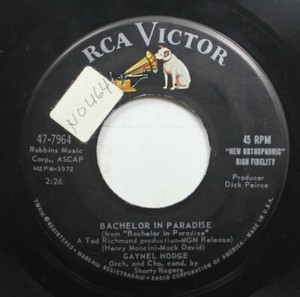 RCA VICTOR
NO464
47-7964
Robbins Music
Corp., ASCAP
M2PW-3972
2:26
45 RPM
"NEW ORTHOPHONIC"
HIGH FIDELITY
Producer
Dick Peirce
BACHELOR IN PARADISE
(from "Bachelor in Paradise"
A Ted Richmond production-MGM Release)
(Henry Mancini-Mack David)
GAYNEL HODGE
Orch. and Cho. cond. by
Shorty Rogers